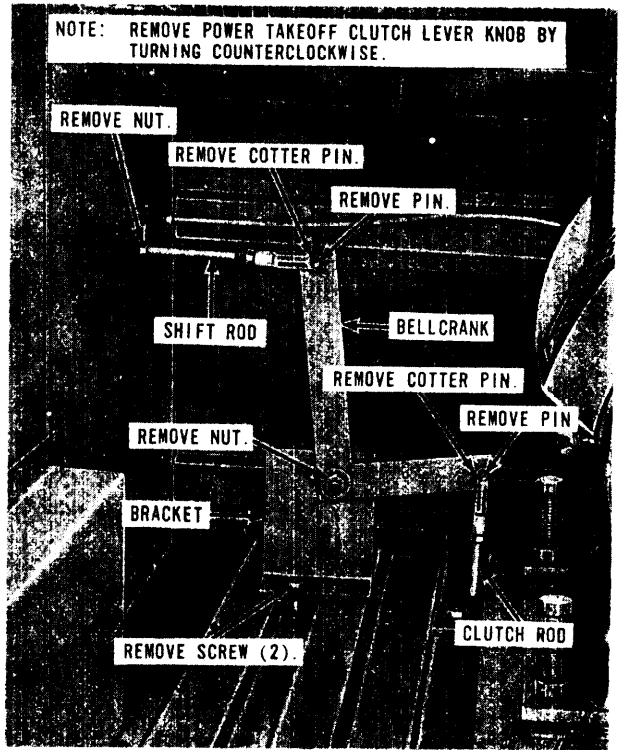 NOTE: REMOVE POWER TAKEOFF CLUTCH LEVER KNOB BY
TURNING COUNTERCLOCKWISE.
REMOVE NUT.
REMOVE COTTER PIN.
REMOVE PIN.
SHIFT ROD
BELLCRANK
REMOVE COTTER PIN.
REMOVE PIN
REMOVE NUT.
BRACKET
CLUTCH ROD
REMOVE SCREW (2).